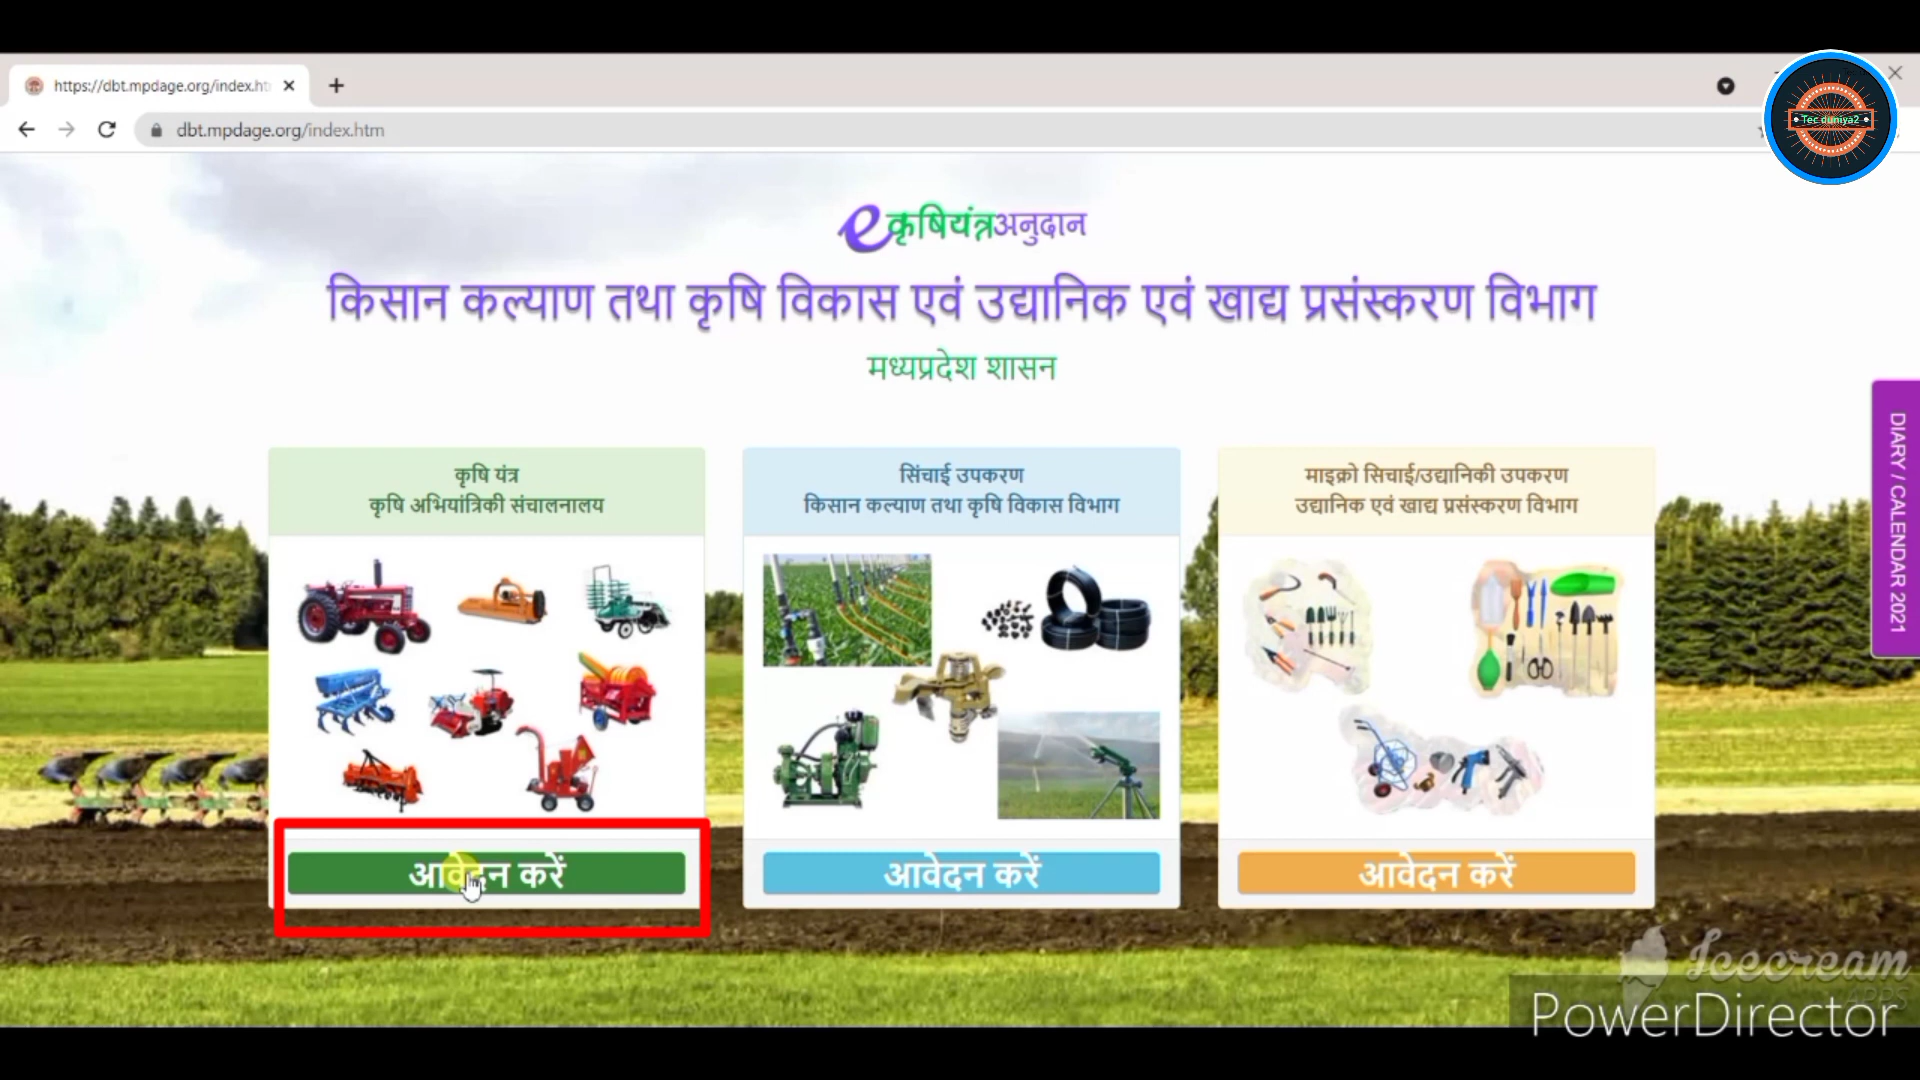 https://dbt.mpdage.org/index.ht
dbt.mpdage.org/index.htm
Tec duniya2
eकृषियंत्रअनुदान
किसान कल्याण तथा कृषि विकास एवं उद्यानिक एवं खाद्य प्रसंस्करण विभाग
मध्यप्रदेश शासन
कृषि यंत्र
कृषि अभियांत्रिकी संचालनालय
सिंचाई उपकरण
किसान कल्याण तथा कृषि विकास विभाग
माइक्रो सिचाई/उद्यानिकी उपकरण
उद्यानिक एवं खाद्य प्रसंस्करण विभाग
DIARY / CALENDAR 2021
आवेदन करें
आवेदन करें
आवेदन करें
Icecream
APPS
PowerDirector